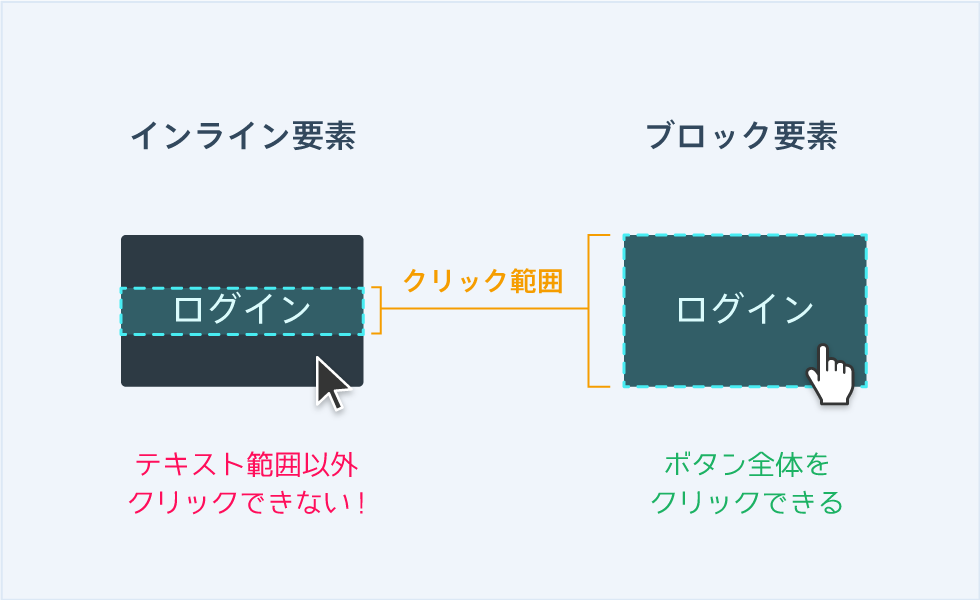 インライン要素
ブロック要素
クリック範囲
ログイン
ログイン
テキスト範囲以外
クリックできない!
ボタン全体を
クリックできる